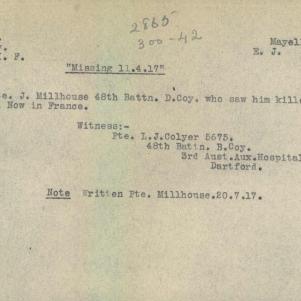 2865
300-42
Mayel
I. F.
E. J.
"Missing 11.4.17"
e. J. Millhouse 48th Battn. D.Coy. who saw him kille
Now in France.
Witness:-
Pte. L.J.Colyer 5675.
48th Battn. B.Coy.
3rd Aust.Aux.Hospital
Dartford.
Note Written Pte. Millhouse.20.7.17.